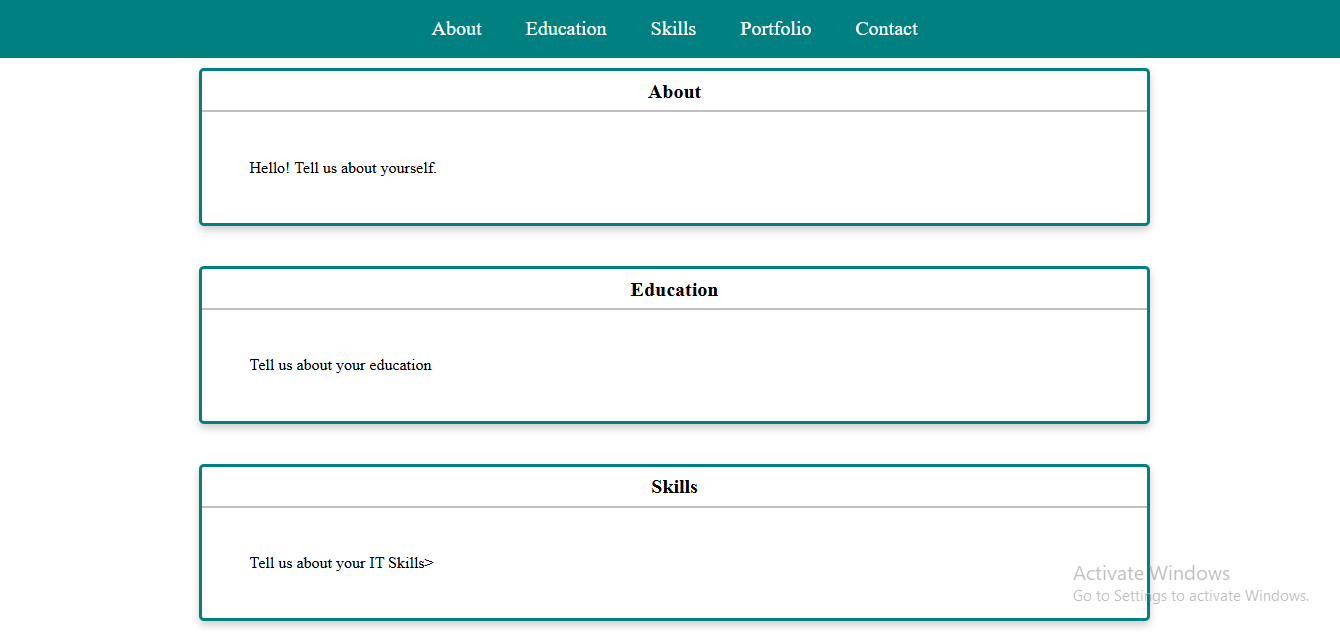 About Education Skills Portfolio Contact
About
Hello! Tell us about yourself.
Education
Tell us about your education
Skills
Tell us about your IT Skills>
Activate Windows
Go to Settings to activate Windows.